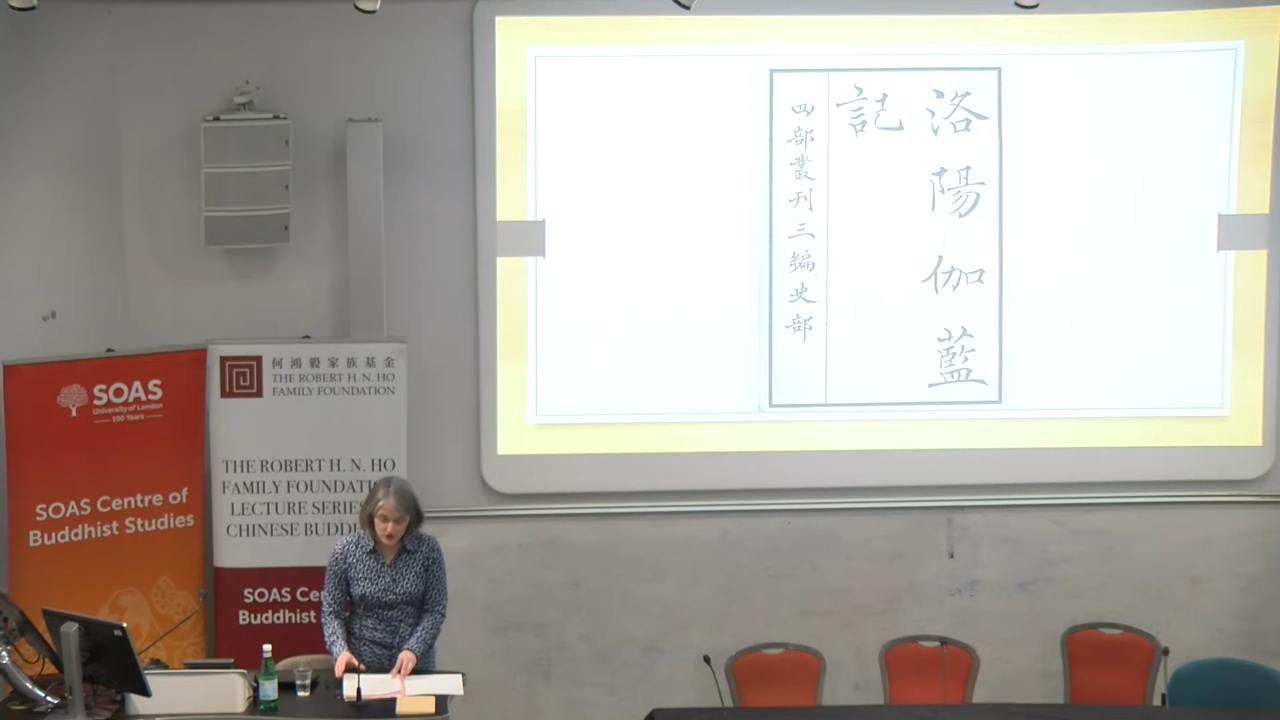 洛陽伽藍
記
四部叢刊三編史部
SOAS
University of London
100 Years
SOAS Centre of
Buddhist Studies
何鴻毅家族基金
THE ROBERT H. N. HO
FAMILY FOUNDATION
THE ROBERT H. N. HO
FAMILY FOUNDATIO
LECTURE SERIES
CHINESE BUDD
SOAS Ce
Buddhist